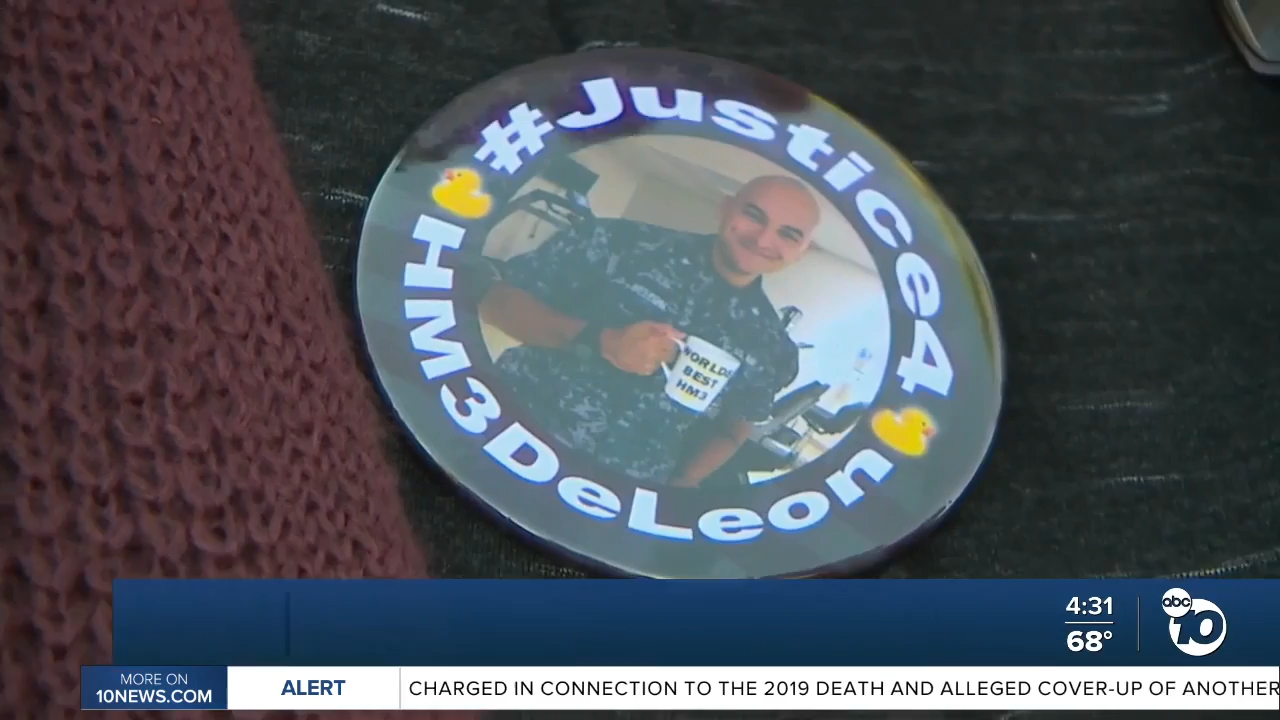 #Justice4
HM3DeLeon
WORLDS
BEST
HM3
4:31
68°
abc
10
MORE ON
10NEWS.COM
ALERT
CHARGED IN CONNECTION TO THE 2019 DEATH AND ALLEGED COVER-UP OF ANOTHER